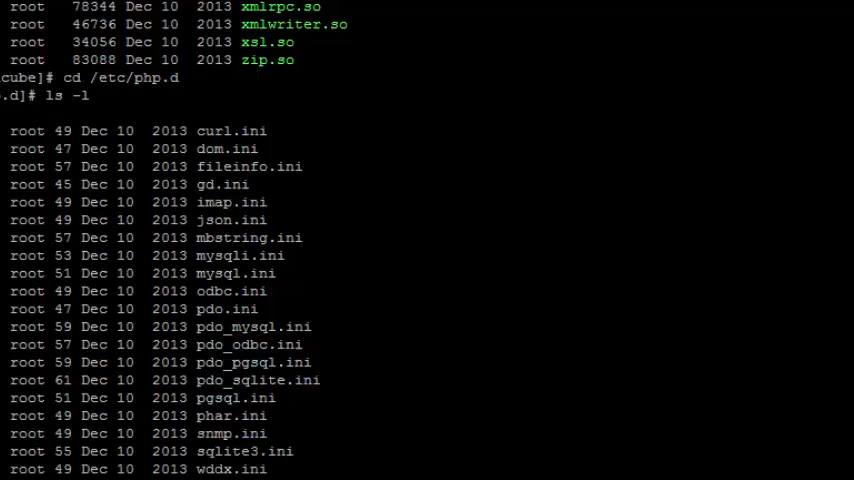 root   78344 Dec 10  2013 xmlrpc.so
root   46736 Dec 10  2013 xmlwriter.so
root   34056 Dec 10  2013 xsl.so
root   83088 Dec 10  2013 zip.so
cube]# cd /etc/php.d
.d]# ls -l
root 49 Dec 10  2013 curl.ini
root 47 Dec 10  2013 dom.ini
root 57 Dec 10  2013 fileinfo.ini
root 45 Dec 10  2013 gd.ini
root 49 Dec 10  2013 imap.ini
root 49 Dec 10  2013 json.ini
root 57 Dec 10  2013 mbstring.ini
root 53 Dec 10  2013 mysqli.ini
root 51 Dec 10  2013 mysql.ini
root 49 Dec 10  2013 odbc.ini
root 47 Dec 10  2013 pdo.ini
root 59 Dec 10  2013 pdo_mysql.ini
root 57 Dec 10  2013 pdo_odbc.ini
root 59 Dec 10  2013 pdo_pgsql.ini
root 61 Dec 10  2013 pdo_sqlite.ini
root 51 Dec 10  2013 pgsql.ini
root 49 Dec 10  2013 phar.ini
root 49 Dec 10  2013 snmp.ini
root 55 Dec 10  2013 sqlite3.ini
root 49 Dec 10  2013 wddx.ini